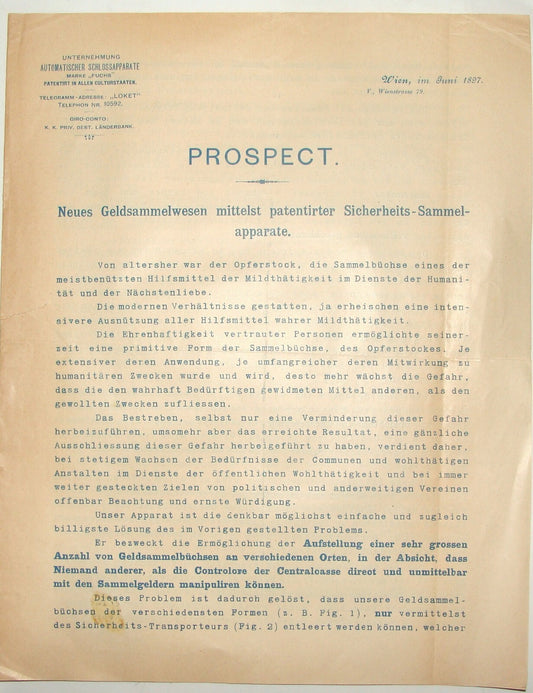 UNTERNEHMUNG
AUTOMATISCHER SCHLOSSAPPARATE
MARKE „FUCHS“
PATENTIRT IN ALLEN CULTURSTAATEN.
TELEGRAMM-ADRESSE: „LOKET“
TELEPHON NR. 10592.
GIRO-CONTO:
K. K. PRIV. OEST. LÄNDERBANK.
Wien, im Juni 1897.
V., Wienstrasse 79.
PROSPECT.
Neues Geldsammelwesen mittelst patentirter Sicherheits-Sammel-
apparate.
Von altersher war der Opferstock, die Sammelbüchse eines der
meistbenützten Hilfsmittel der Mildthätigkeit im Dienste der Humani-
tät und der Nächstenliebe.
Die modernen Verhältnisse gestatten, ja erheischen eine inten-
sivere Ausnützung aller Hilfsmittel wahrer Mildthätigkeit.
Die Ehrenhaftigkeit vertrauter Personen ermöglichte seiner-
zeit eine primitive Form der Sammelbüchse, des Opferstockes. Je
extensiver deren Anwendung, je umfangreicher deren Mitwirkung zu
humanitären Zwecken wurde und wird, desto mehr wächst die Gefahr,
dass die den wahrhaft Bedürftigen gewidmeten Mittel anderen, als den
gewollten Zwecken zufliessen.
Das Bestreben, selbst nur eine Verminderung dieser Gefahr
herbeizuführen, umsomehr aber das erreichte Resultat, eine gänzliche
Ausschliessung dieser Gefahr herbeigeführt zu haben, verdient daher,
bei stetigem Wachsen der Bedürfnisse der Communen und wohlthätigen
Anstalten im Dienste der öffentlichen Wohlthätigkeit und bei immer
weiter gesteckten Zielen von politischen und anderweitigen Vereinen
offenbar Beachtung und ernste Würdigung.
Unser Apparat ist die denkbar möglichst einfache und zugleich
billigste Lösung des im Vorigen gestellten Problems.
Er bezweckt die Ermöglichung der Aufstellung einer sehr grossen
Anzahl von Geldsammelbüchsen an verschiedenen Orten, in der Absicht, dass
Niemand anderer, als die Controlore der Centralcasse direct und unmittelbar
mit den Sammelgeldern manipuliren können.
Dieses Problem ist dadurch gelöst, dass unsere Geldsammel-
büchsen der verschiedensten Formen (z. B. Fig. 1), nur vermittelst
des Sicherheits-Transporteurs (Fig. 2) entleert werden können, welcher